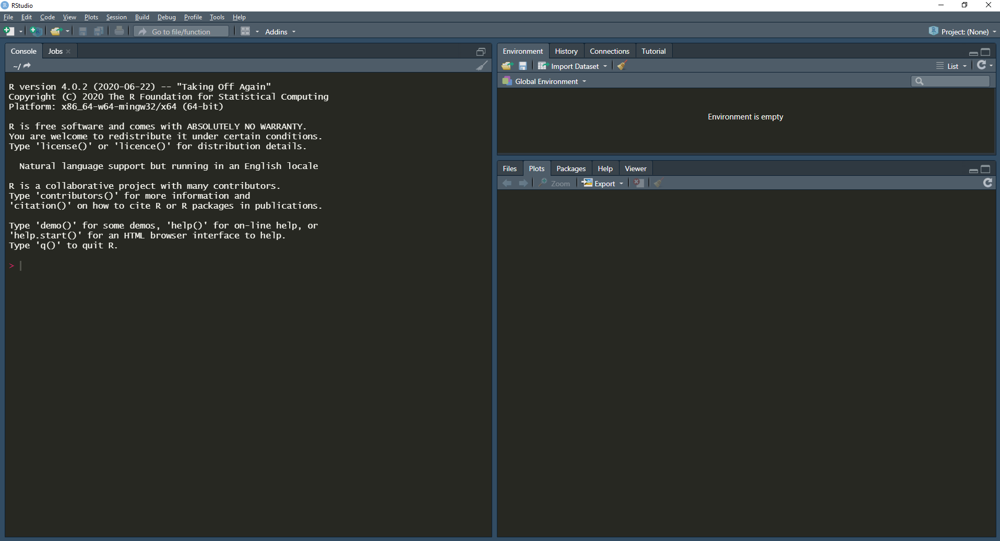 RStudio
File Edit Code View Plots Session Build Debug Profile Tools Help
Go to file/function Addins Project: (None)
Console Jobs
~/
R version 4.0.2 (2020-06-22) -- "Taking Off Again"
Copyright (C) 2020 The R Foundation for Statistical Computing
Platform: x86_64-w64-mingw32/x64 (64-bit)
R is free software and comes with ABSOLUTELY NO WARRANTY.
You are welcome to redistribute it under certain conditions.
Type 'license()' or 'licence()' for distribution details.
Natural language support but running in an English locale
R is a collaborative project with many contributors.
Type 'contributors()' for more information and
'citation()' on how to cite R or R packages in publications.
Type 'demo()' for some demos, 'help()' for on-line help, or
'help.start()' for an HTML browser interface to help.
Type 'q()' to quit R.
>
Environment History Connections Tutorial
Import Dataset List
Global Environment
Environment is empty
Files Plots Packages Help Viewer
Zoom Export